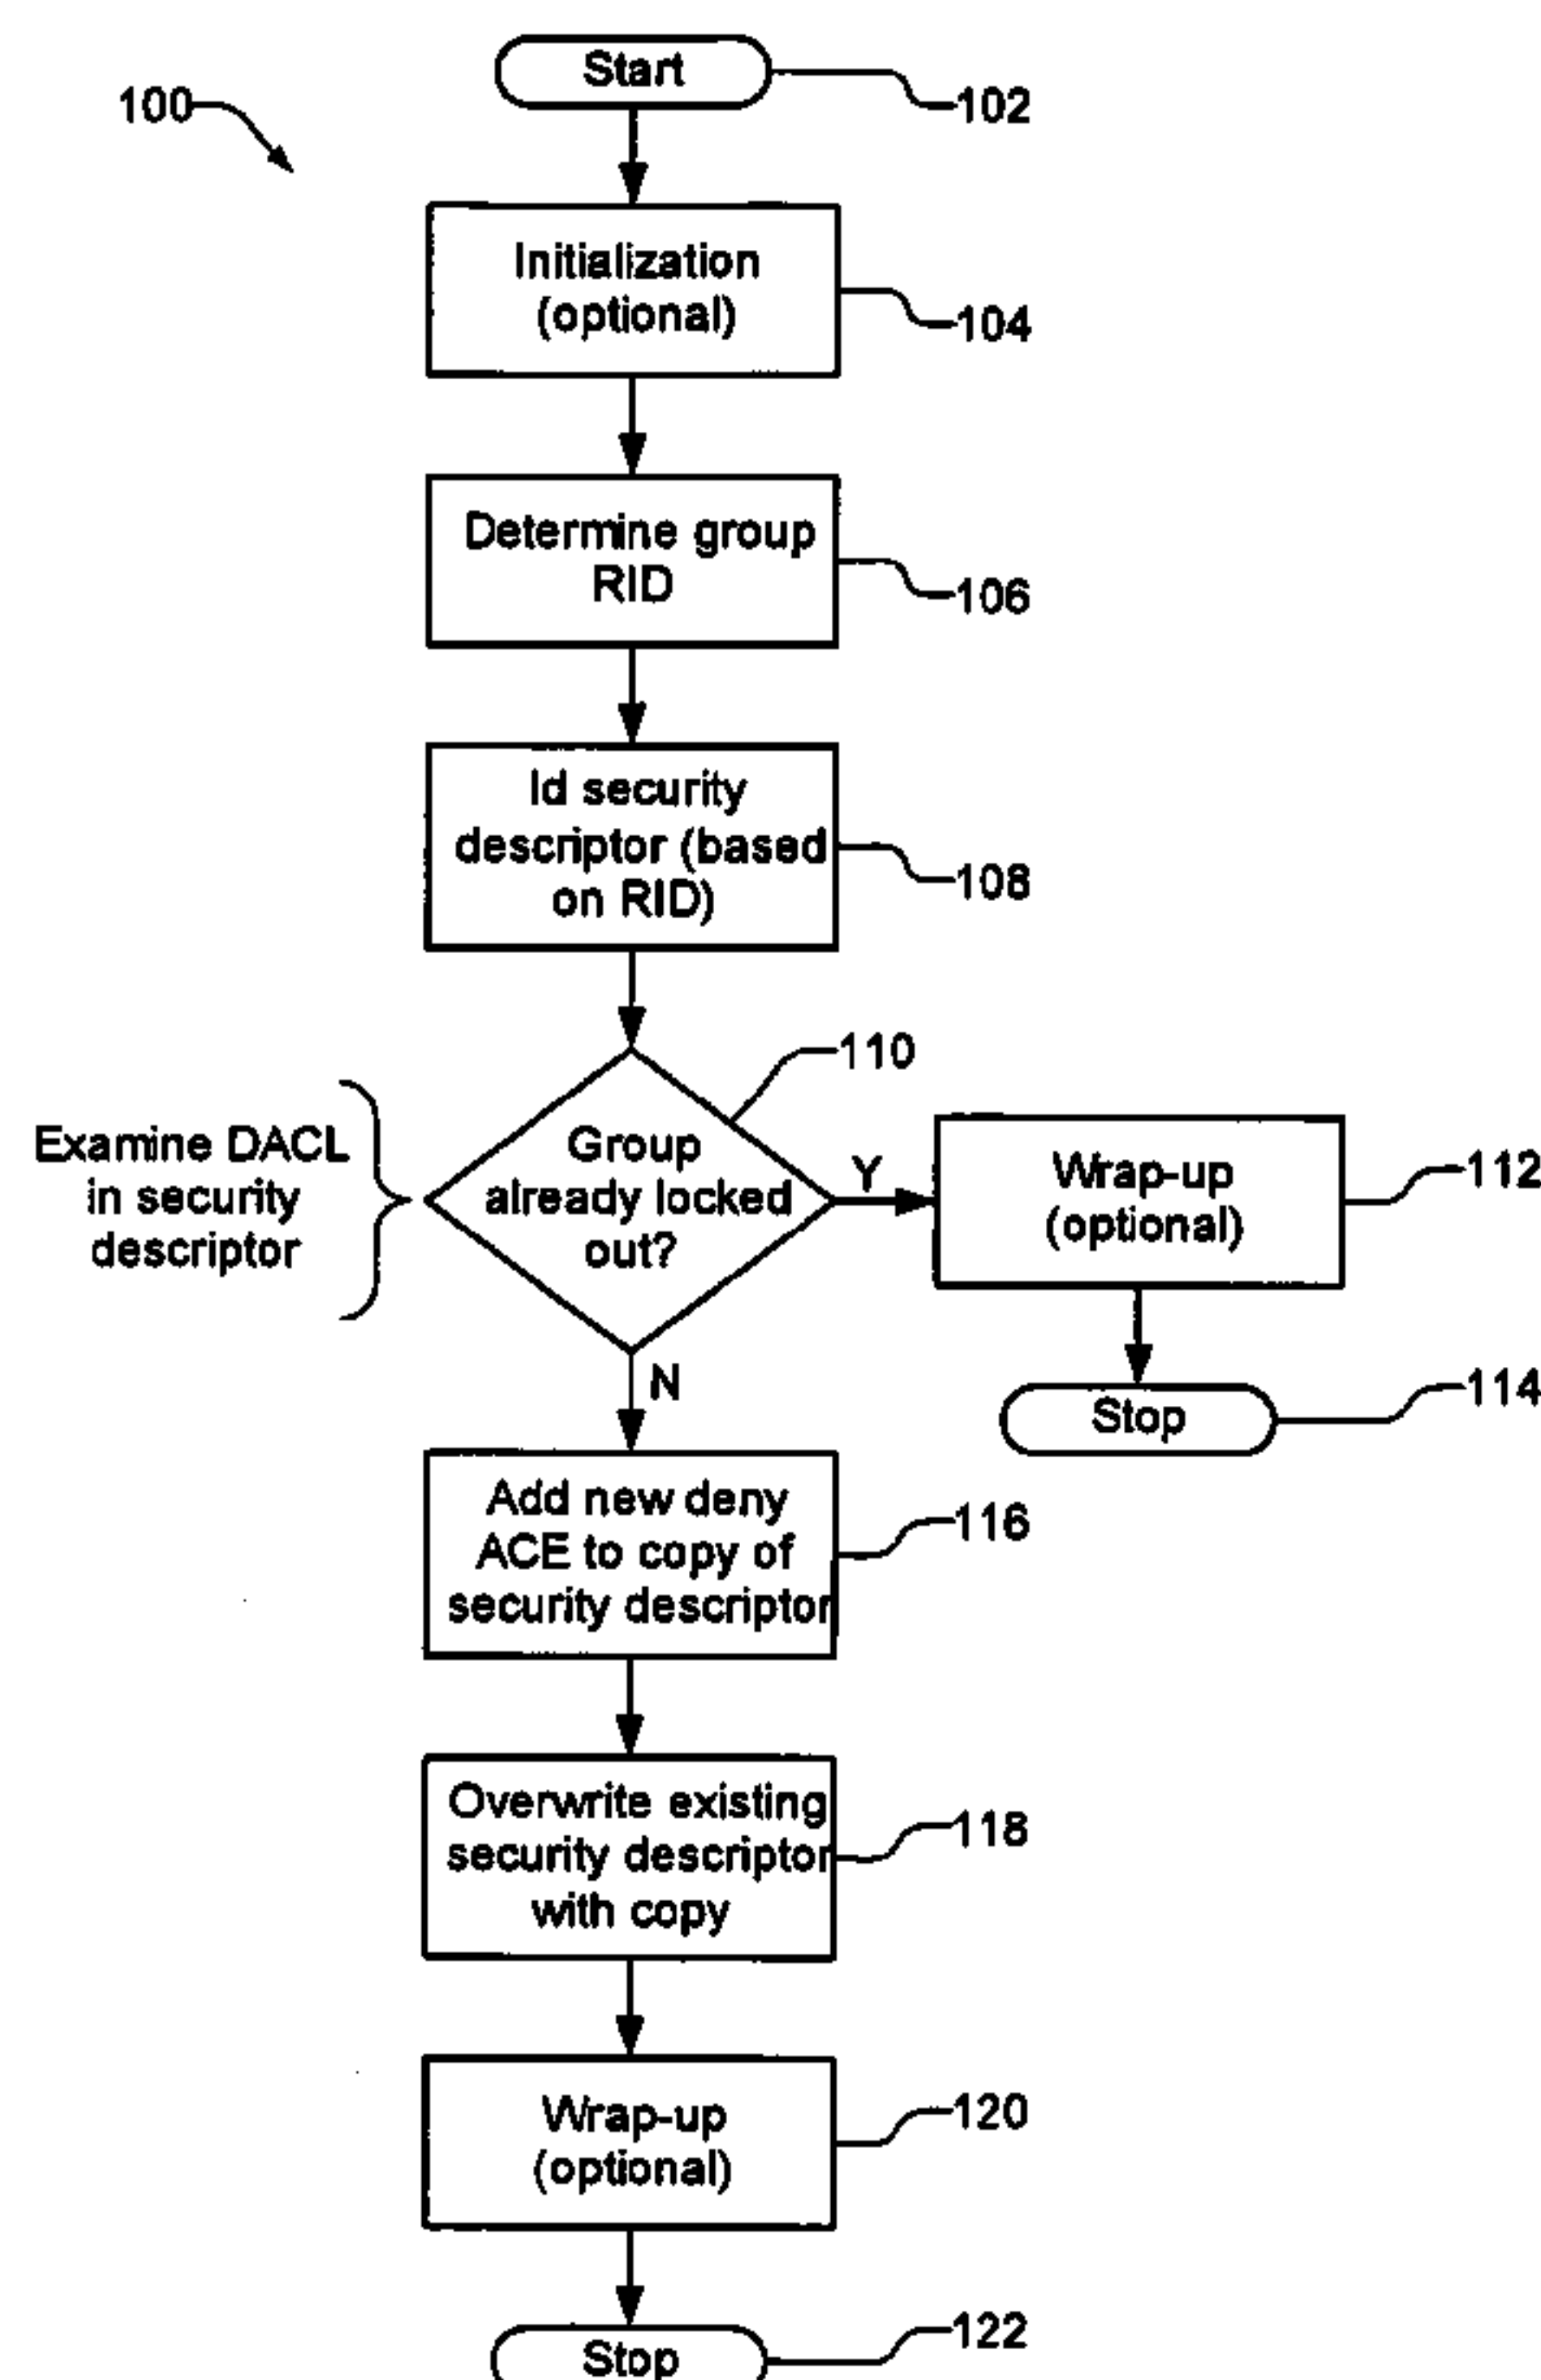 Start
100
102
Initialization
(optional)
104
Determine group
RID
106
Id security
descriptor (based
on RID)
108
110
Examine DACL
in security
descriptor
Group
already locked
out?
Y
Wrap-up
(optional)
112
N
Stop
114
Add new deny
ACE to copy of
security descriptor
116
Overwrite existing
security descriptor
with copy
118
Wrap-up
(optional)
120
Stop
122